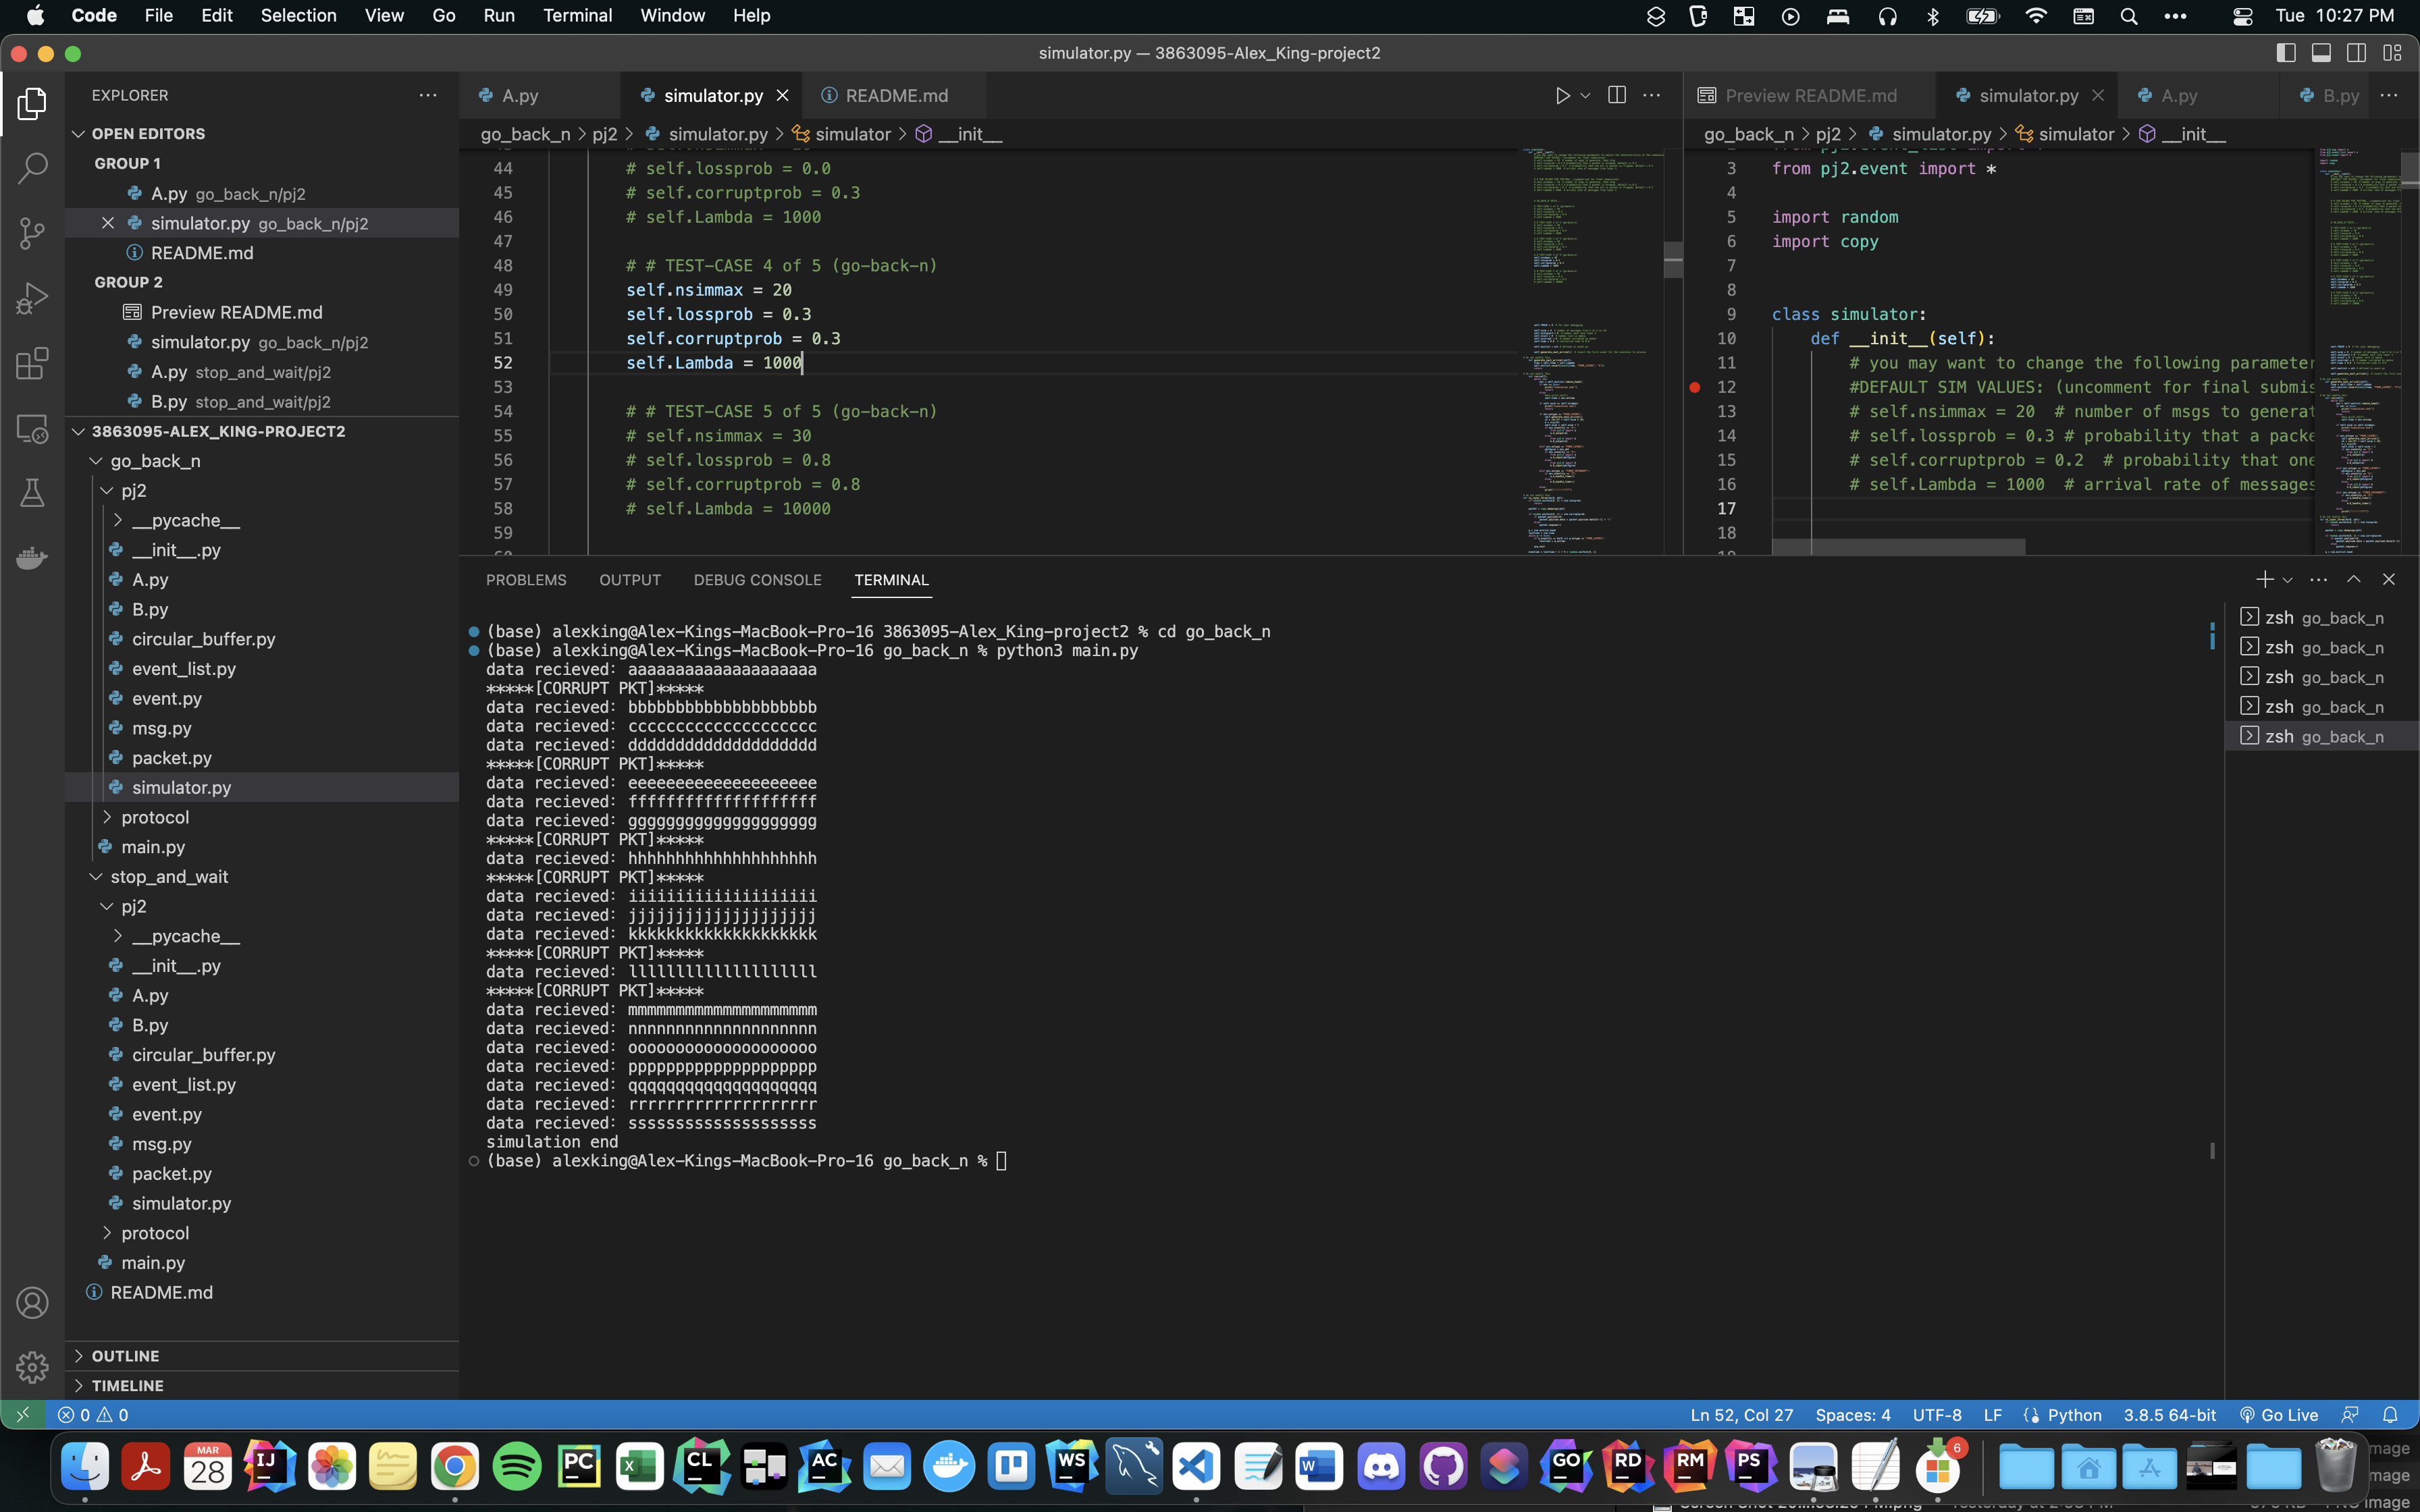 Code File Edit Selection View Go Run Terminal Window Help Tue 10:27 PM
simulator.py — 3863095-Alex_King-project2
EXPLORER
OPEN EDITORS
GROUP 1
A.py go_back_n/pj2
simulator.py go_back_n/pj2
README.md
GROUP 2
Preview README.md
simulator.py go_back_n/pj2
A.py stop_and_wait/pj2
B.py stop_and_wait/pj2
3863095-ALEX_KING-PROJECT2
go_back_n
pj2
__pycache__
__init__.py
A.py
B.py
circular_buffer.py
event_list.py
event.py
msg.py
packet.py
simulator.py
protocol
main.py
stop_and_wait
pj2
__pycache__
__init__.py
A.py
B.py
circular_buffer.py
event_list.py
event.py
msg.py
packet.py
simulator.py
protocol
main.py
README.md
OUTLINE
TIMELINE
A.py simulator.py README.md
go_back_n > pj2 > simulator.py > simulator > __init__
44 # self.lossprob = 0.0
45 # self.corruptprob = 0.3
46 # self.Lambda = 1000
47
48 # # TEST-CASE 4 of 5 (go-back-n)
49 self.nsimmax = 20
50 self.lossprob = 0.3
51 self.corruptprob = 0.3
52 self.Lambda = 1000
53
54 # # TEST-CASE 5 of 5 (go-back-n)
55 # self.nsimmax = 30
56 # self.lossprob = 0.8
57 # self.corruptprob = 0.8
58 # self.Lambda = 10000
59
Preview README.md simulator.py A.py B.py
go_back_n > pj2 > simulator.py > simulator > __init__
3 from pj2.event import *
4
5 import random
6 import copy
7
8
9 class simulator:
10 def __init__(self):
11 # you may want to change the following parameter
12 #DEFAULT SIM VALUES: (uncomment for final submis
13 # self.nsimmax = 20 # number of msgs to generat
14 # self.lossprob = 0.3 # probability that a packe
15 # self.corruptprob = 0.2 # probability that one
16 # self.Lambda = 1000 # arrival rate of messages
17
18
PROBLEMS OUTPUT DEBUG CONSOLE TERMINAL
(base) alexking@Alex-Kings-MacBook-Pro-16 3863095-Alex_King-project2 % cd go_back_n
(base) alexking@Alex-Kings-MacBook-Pro-16 go_back_n % python3 main.py
data recieved: aaaaaaaaaaaaaaaaaaaa
*****[CORRUPT PKT]*****
data recieved: bbbbbbbbbbbbbbbbbbbb
data recieved: cccccccccccccccccccc
data recieved: dddddddddddddddddddd
*****[CORRUPT PKT]*****
data recieved: eeeeeeeeeeeeeeeeeeee
data recieved: ffffffffffffffffffff
data recieved: gggggggggggggggggggg
*****[CORRUPT PKT]*****
data recieved: hhhhhhhhhhhhhhhhhhhh
*****[CORRUPT PKT]*****
data recieved: iiiiiiiiiiiiiiiiiiii
data recieved: jjjjjjjjjjjjjjjjjjjj
data recieved: kkkkkkkkkkkkkkkkkkkk
*****[CORRUPT PKT]*****
data recieved: llllllllllllllllllll
*****[CORRUPT PKT]*****
data recieved: mmmmmmmmmmmmmmmmmmmm
data recieved: nnnnnnnnnnnnnnnnnnnn
data recieved: oooooooooooooooooooo
data recieved: pppppppppppppppppppp
data recieved: qqqqqqqqqqqqqqqqqqqq
data recieved: rrrrrrrrrrrrrrrrrrrr
data recieved: ssssssssssssssssssss
simulation end
(base) alexking@Alex-Kings-MacBook-Pro-16 go_back_n %
zsh go_back_n
zsh go_back_n
zsh go_back_n
zsh go_back_n
zsh go_back_n
0 0 Ln 52, Col 27 Spaces: 4 UTF-8 LF Python 3.8.5 64-bit Go Live
MAR
28
IJ PC CL AC WS W GO RD RM PS 6